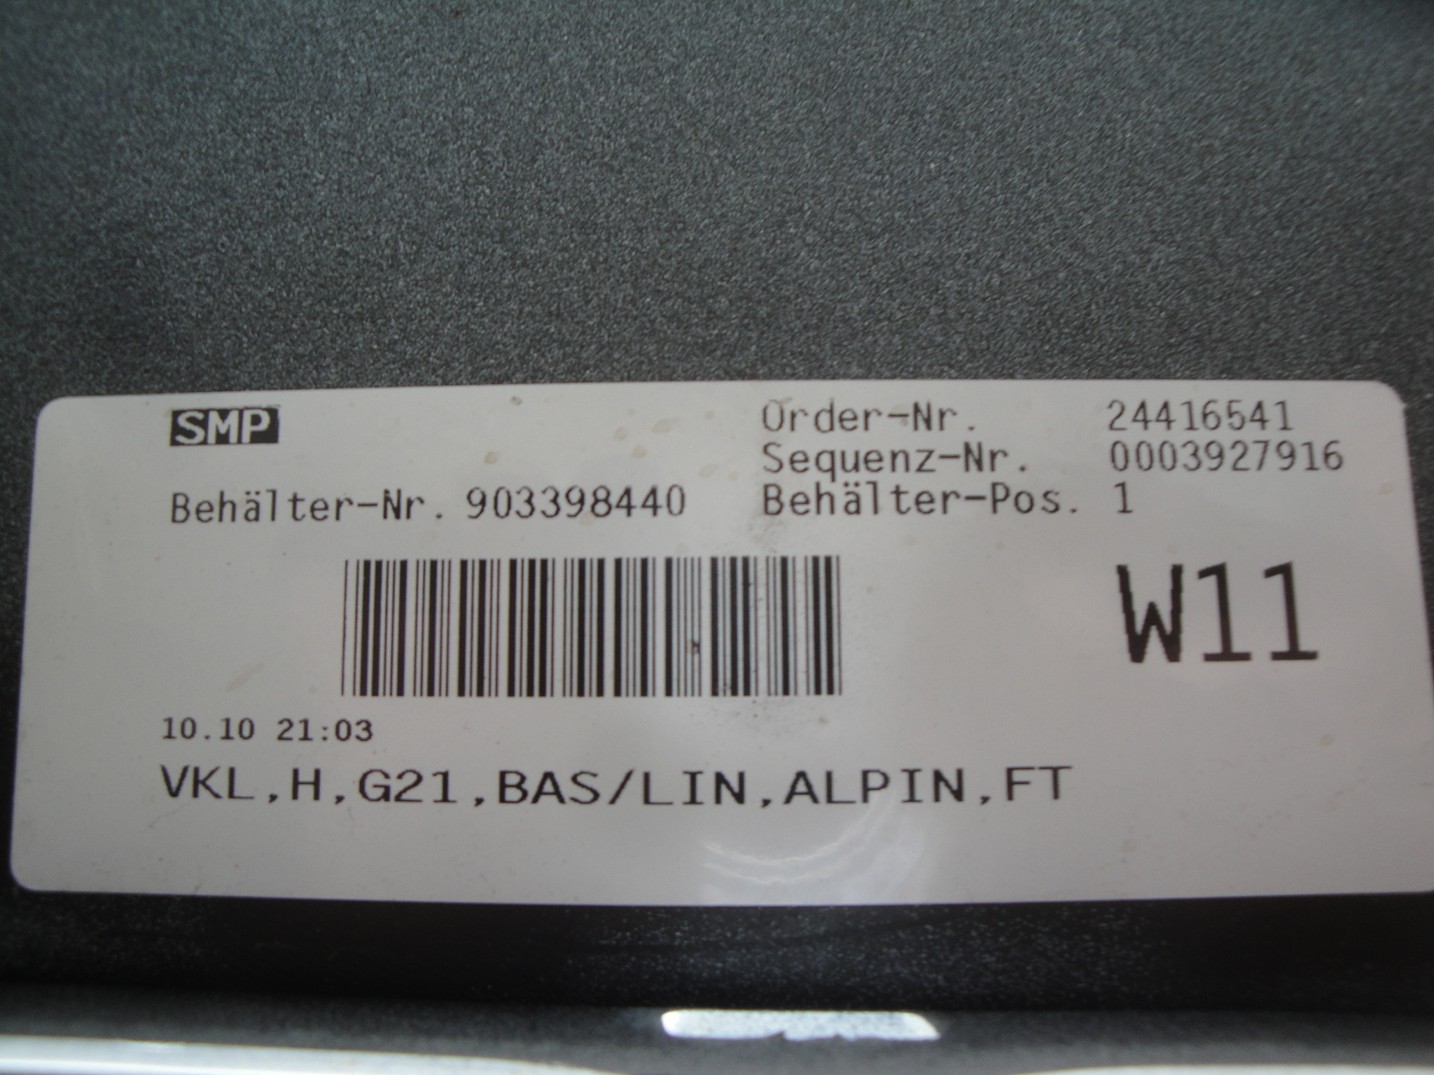 SMP
Order-Nr. 24416541
Sequenz-Nr. 0003927916
Behälter-Nr. 903398440 Behälter-Pos. 1
W11
10.10 21:03
VKL,H,G21,BAS/LIN,ALPIN,FT